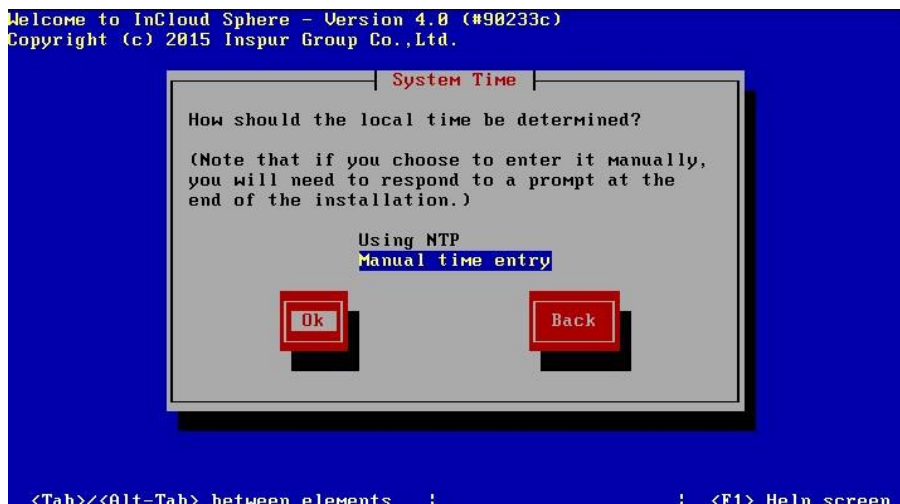 Welcome to InCloud Sphere - Version 4.0 (#90233c)
Copyright (c) 2015 Inspur Group Co.,Ltd.
System Time
How should the local time be determined?
(Note that if you choose to enter it manually,
you will need to respond to a prompt at the
end of the installation.)
Using NTP
Manual time entry
Ok Back
<Tab>/<Alt-Tab> between elements | | <F1> Help screen